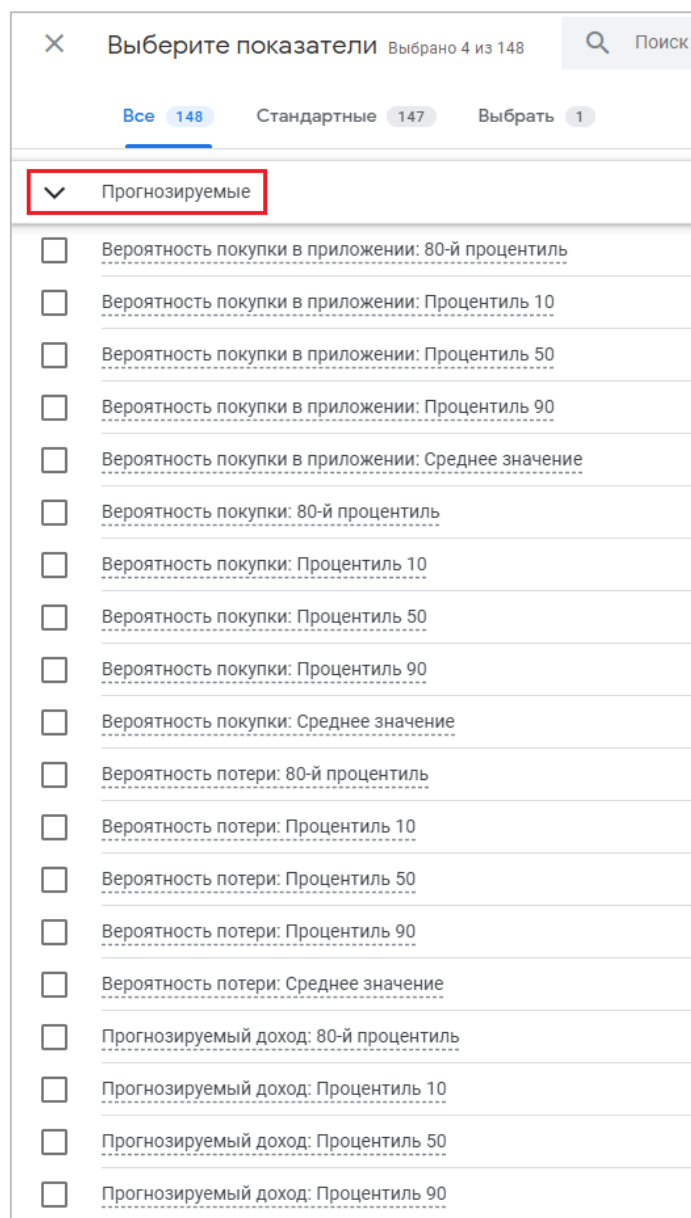 Выберите показатели Выбрано 4 из 148 Поиск
Все 148 Стандартные 147 Выбрать 1
Прогнозируемые
Вероятность покупки в приложении: 80-й процентиль
Вероятность покупки в приложении: Процентиль 10
Вероятность покупки в приложении: Процентиль 50
Вероятность покупки в приложении: Процентиль 90
Вероятность покупки в приложении: Среднее значение
Вероятность покупки: 80-й процентиль
Вероятность покупки: Процентиль 10
Вероятность покупки: Процентиль 50
Вероятность покупки: Процентиль 90
Вероятность покупки: Среднее значение
Вероятность потери: 80-й процентиль
Вероятность потери: Процентиль 10
Вероятность потери: Процентиль 50
Вероятность потери: Процентиль 90
Вероятность потери: Среднее значение
Прогнозируемый доход: 80-й процентиль
Прогнозируемый доход: Процентиль 10
Прогнозируемый доход: Процентиль 50
Прогнозируемый доход: Процентиль 90